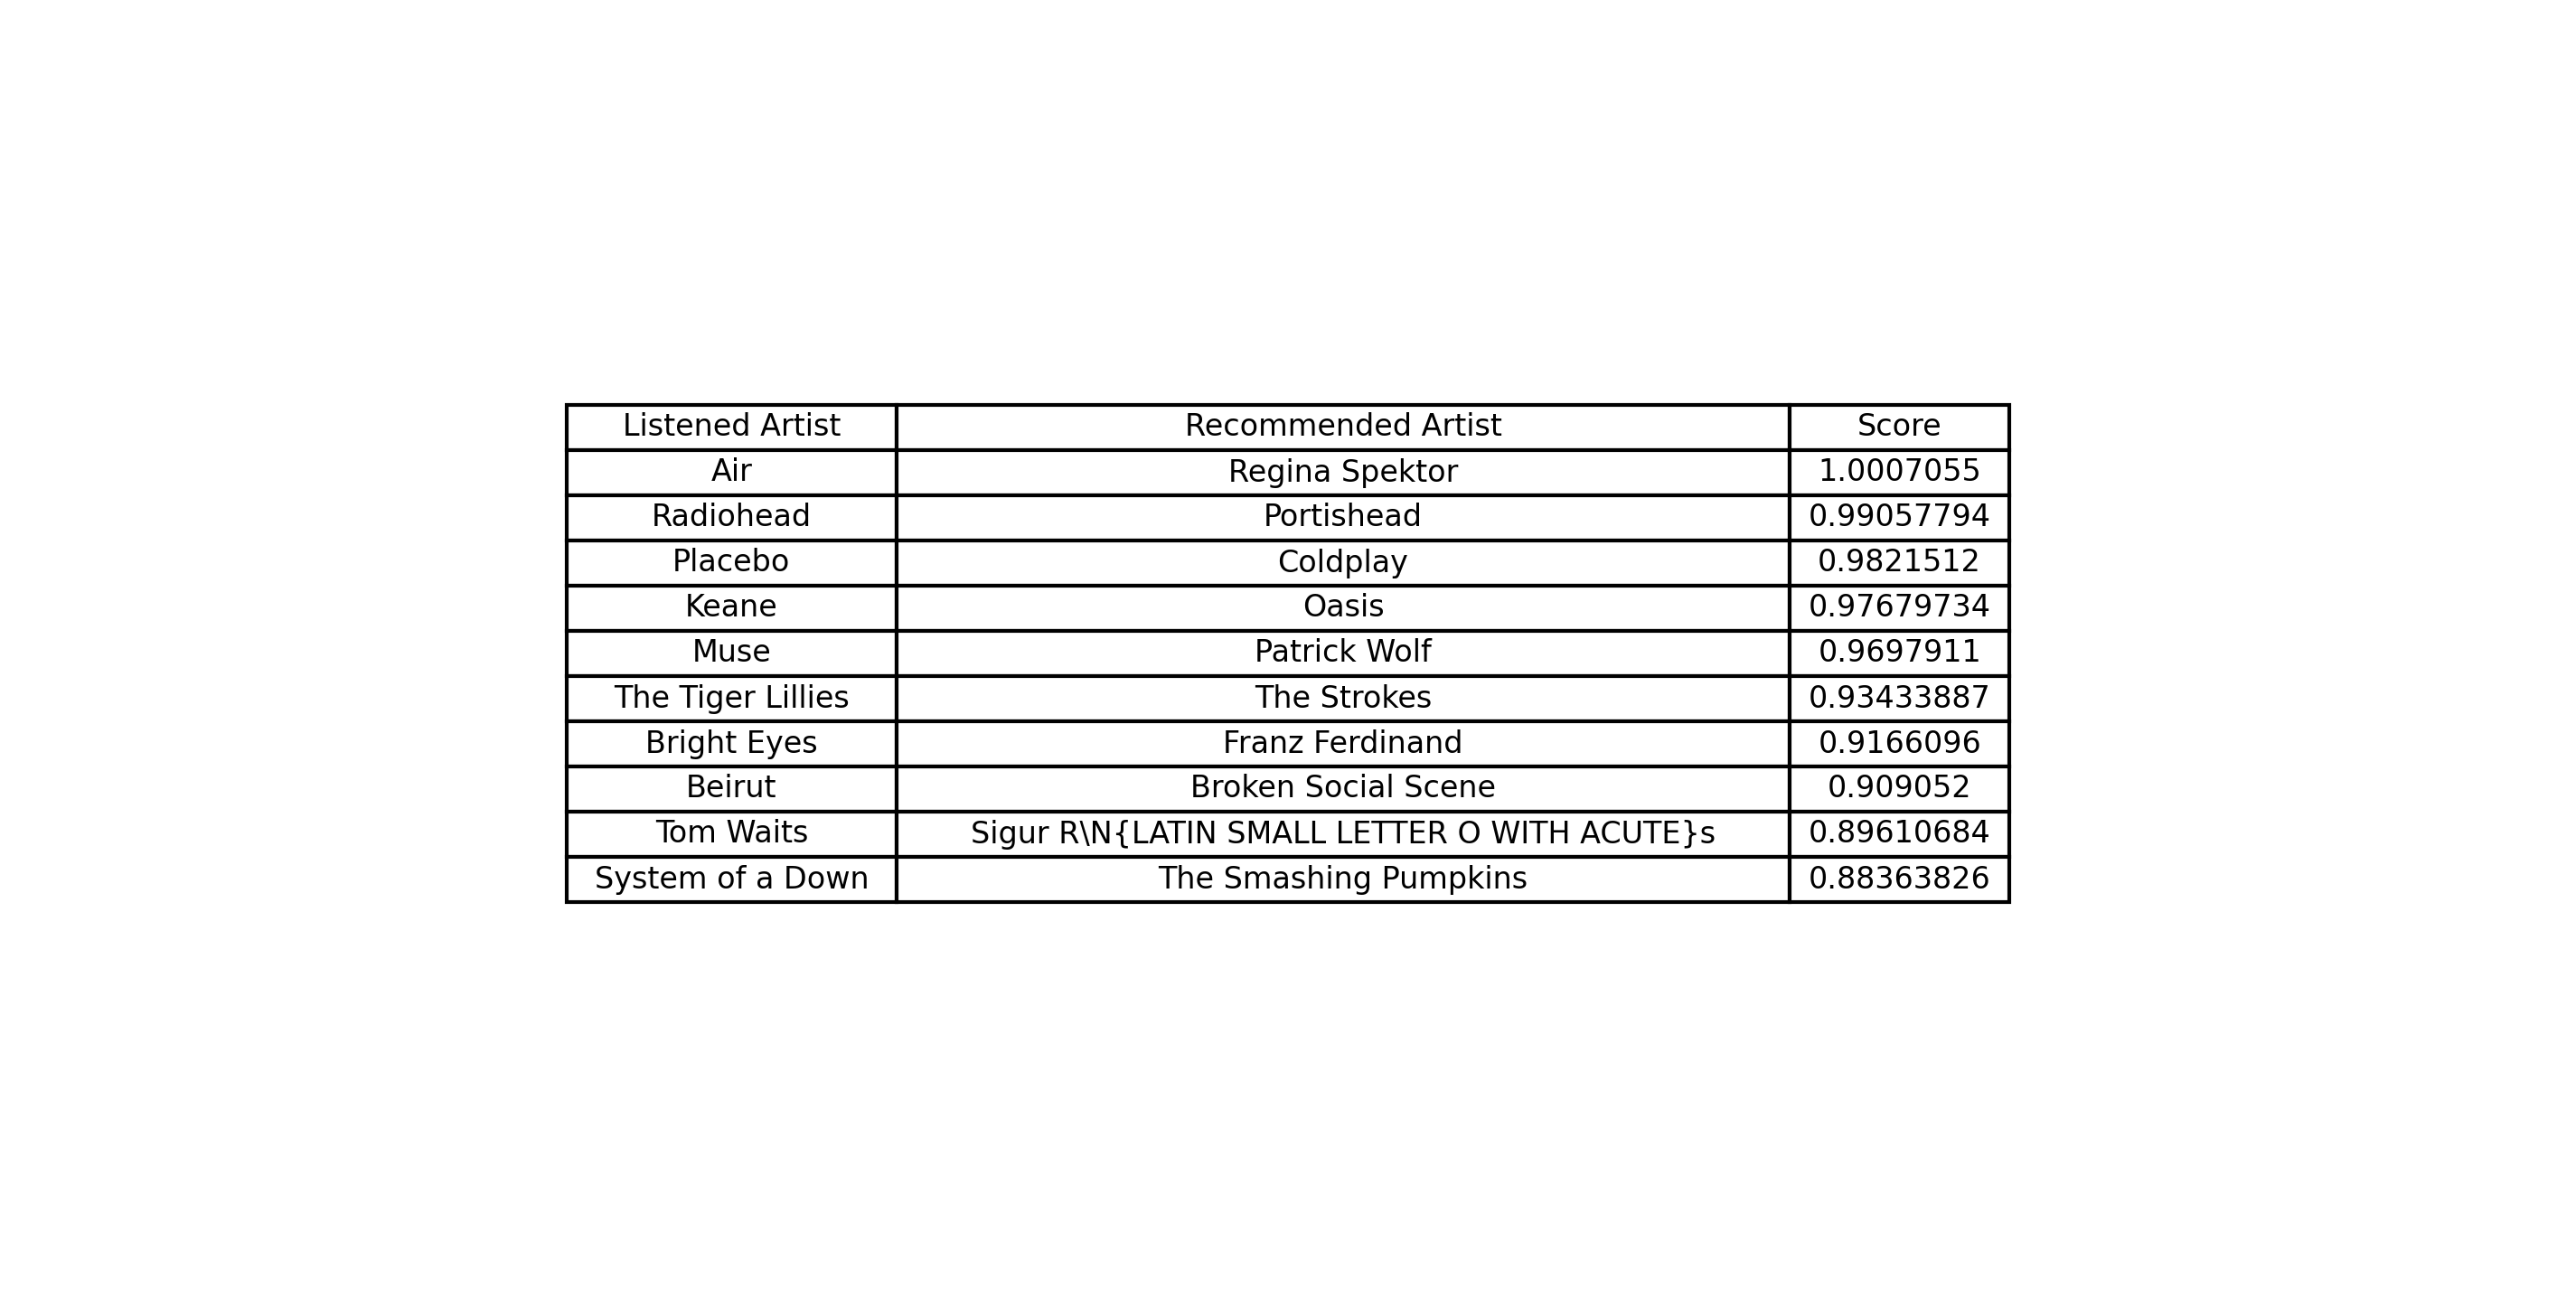 Listened Artist Recommended Artist Score
Air Regina Spektor 1.0007055
Radiohead Portishead 0.99057794
Placebo Coldplay 0.9821512
Keane Oasis 0.97679734
Muse Patrick Wolf 0.9697911
The Tiger Lillies The Strokes 0.93433887
Bright Eyes Franz Ferdinand 0.9166096
Beirut Broken Social Scene 0.909052
Tom Waits Sigur R\N{LATIN SMALL LETTER O WITH ACUTE}s 0.89610684
System of a Down The Smashing Pumpkins 0.88363826